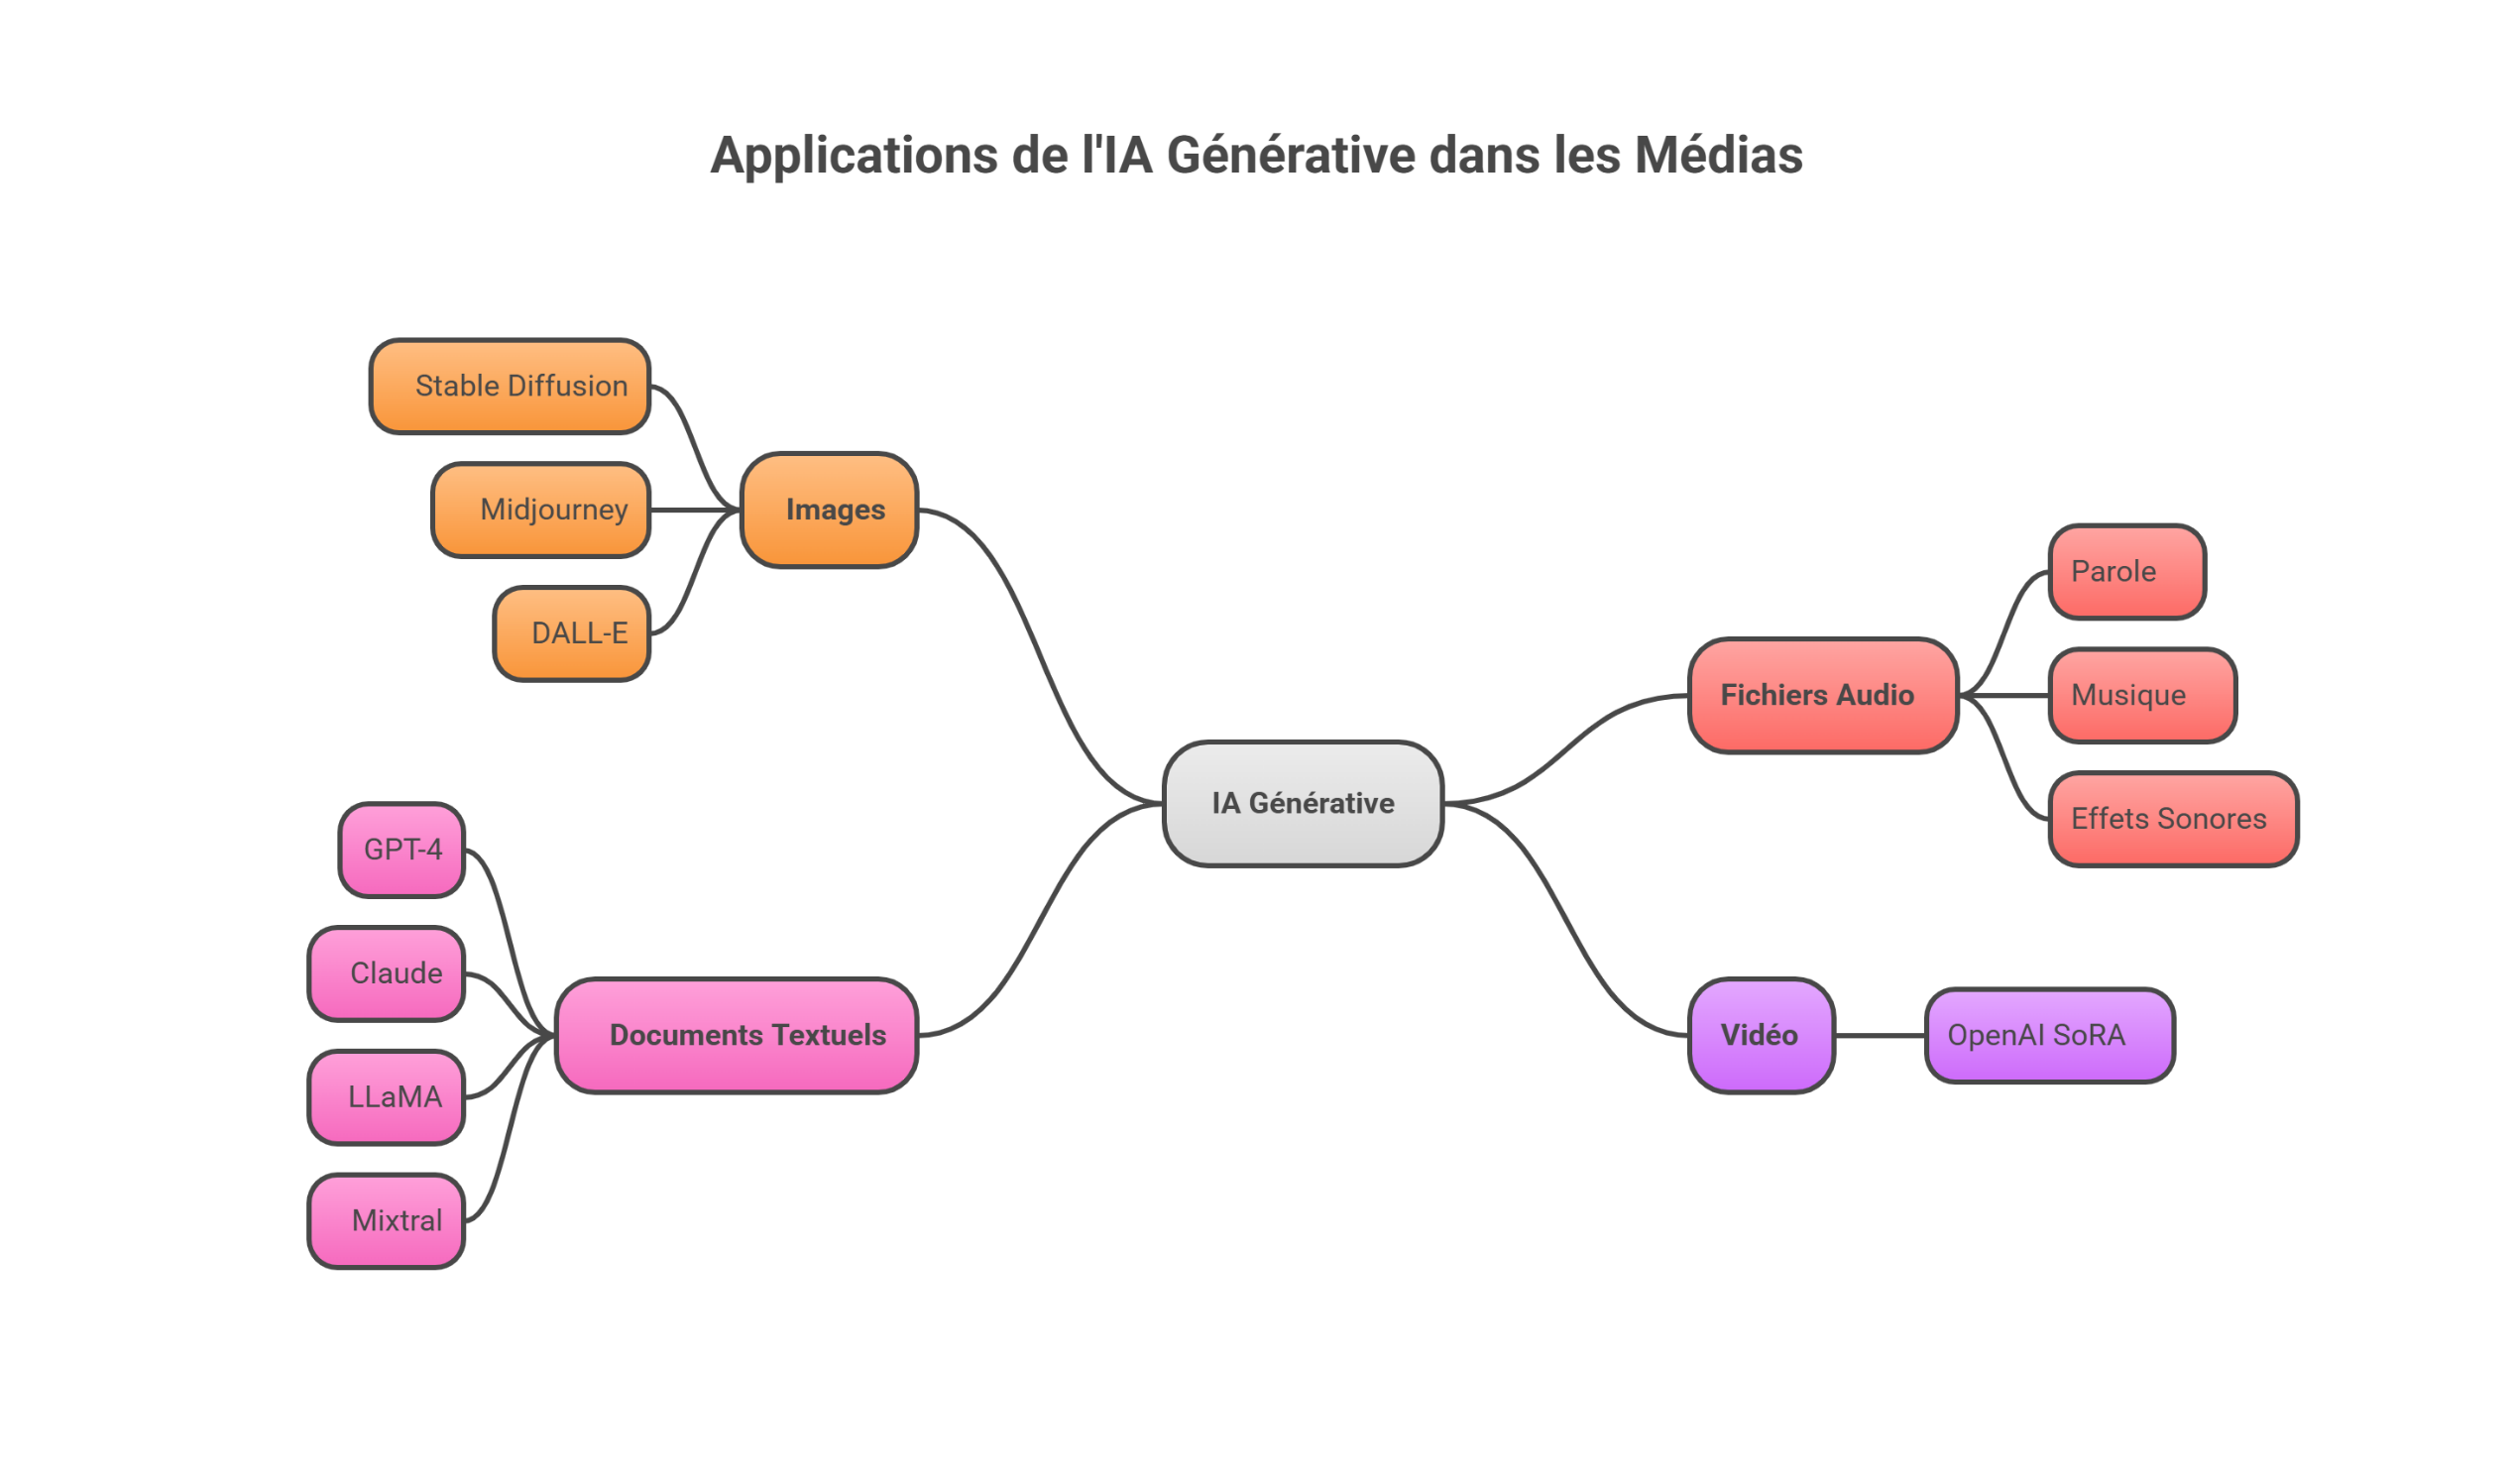 Applications de l'IA Générative dans les Médias
Stable Diffusion
Midjourney
DALL-E
Images
GPT-4
Claude
LLaMA
Mixtral
Documents Textuels
IA Générative
Fichiers Audio
Parole
Musique
Effets Sonores
Vidéo
OpenAI SoRA